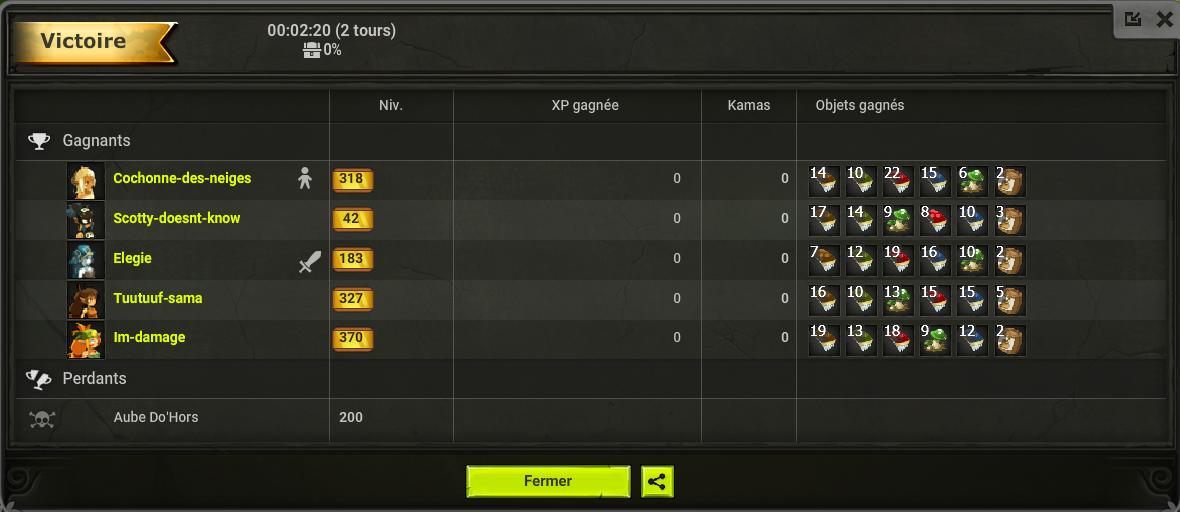 Victoire
00:02:20 (2 tours)
0%
Niv. XP gagnée Kamas Objets gagnés
Gagnants
Cochonne-des-neiges 318 0 0 14 10 22 15 6 2
Scotty-doesnt-know 42 0 0 17 14 9 8 10 3
Elegie 183 0 0 7 12 19 16 10 2
Tuutuuf-sama 327 0 0 16 10 13 15 15 5
Im-damage 370 0 0 19 13 18 9 12 2
Perdants
Aube Do'Hors 200
Fermer